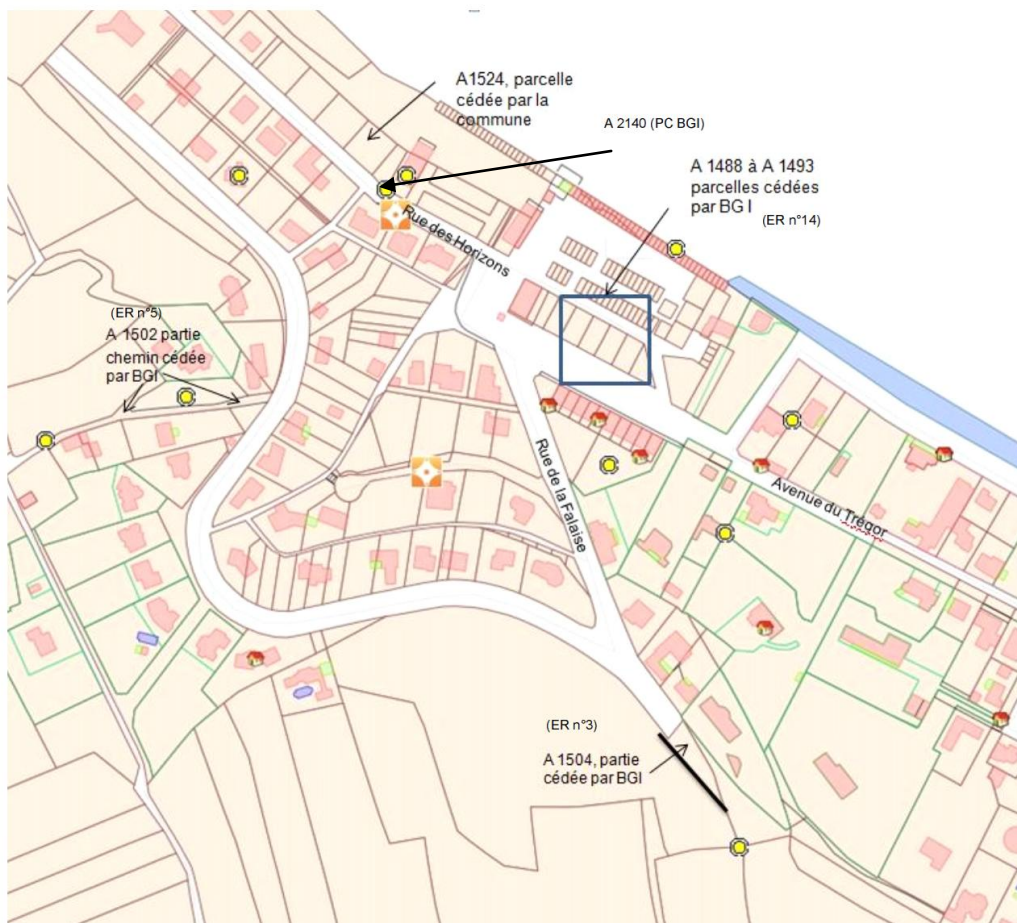 A1524, parcelle
cédée par la
commune
A 2140 (PC BGI)
A 1488 à A 1493
parcelles cédées
par BG I
(ER n°14)
Rue des Horizons
(ER n°5)
A 1502 partie
chemin cédée
par BGI
Rue de la Falaise
Avenue du Trégor
(ER n°3)
A 1504, partie
cédée par BGI